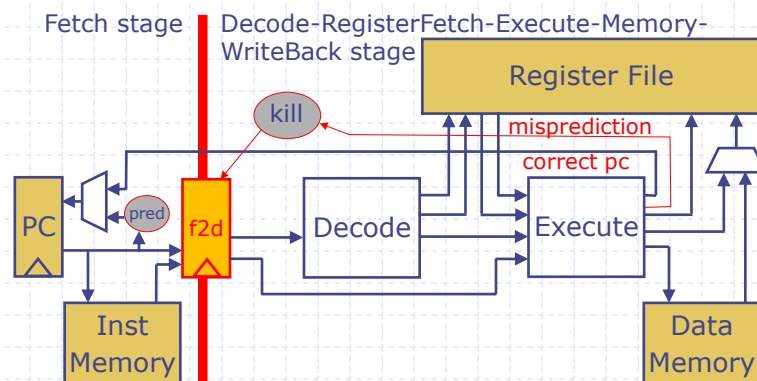 Fetch stage
Decode-RegisterFetch-Execute-Memory-
WriteBack stage
Register File
kill
misprediction
correct pc
PC
pred
f2d
Decode
Execute
Inst
Memory
Data
Memory